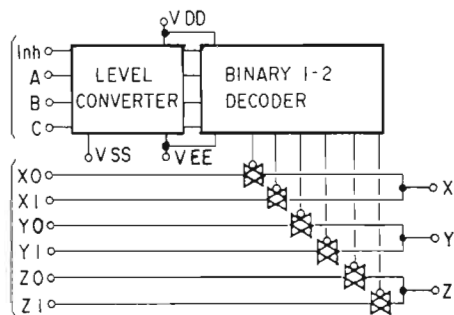 VDD
Inh
A
B
C
LEVEL
CONVERTER
BINARY 1-2
DECODER
VSS
VEE
X0
X1
Y0
Y1
Z0
Z1
X
Y
Z